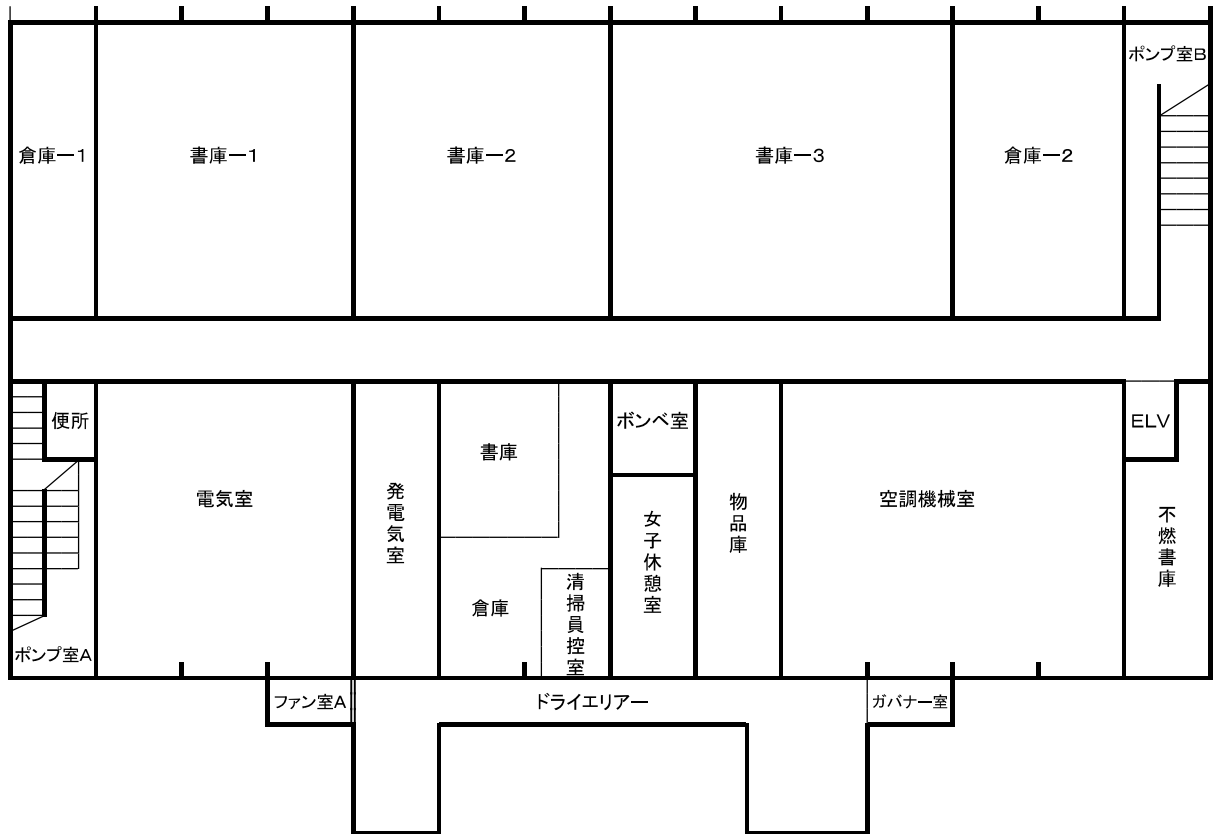 ポンプ室B
倉庫ー1
書庫ー1
書庫ー2
書庫ー3
倉庫ー2
便所
ボンベ室
ELV
書庫
電気室
発電気室
女子休憩室
物品庫
空調機械室
不燃書庫
倉庫
清掃員控室
ポンプ室A
ファン室A
ドライエリアー
ガバナー室